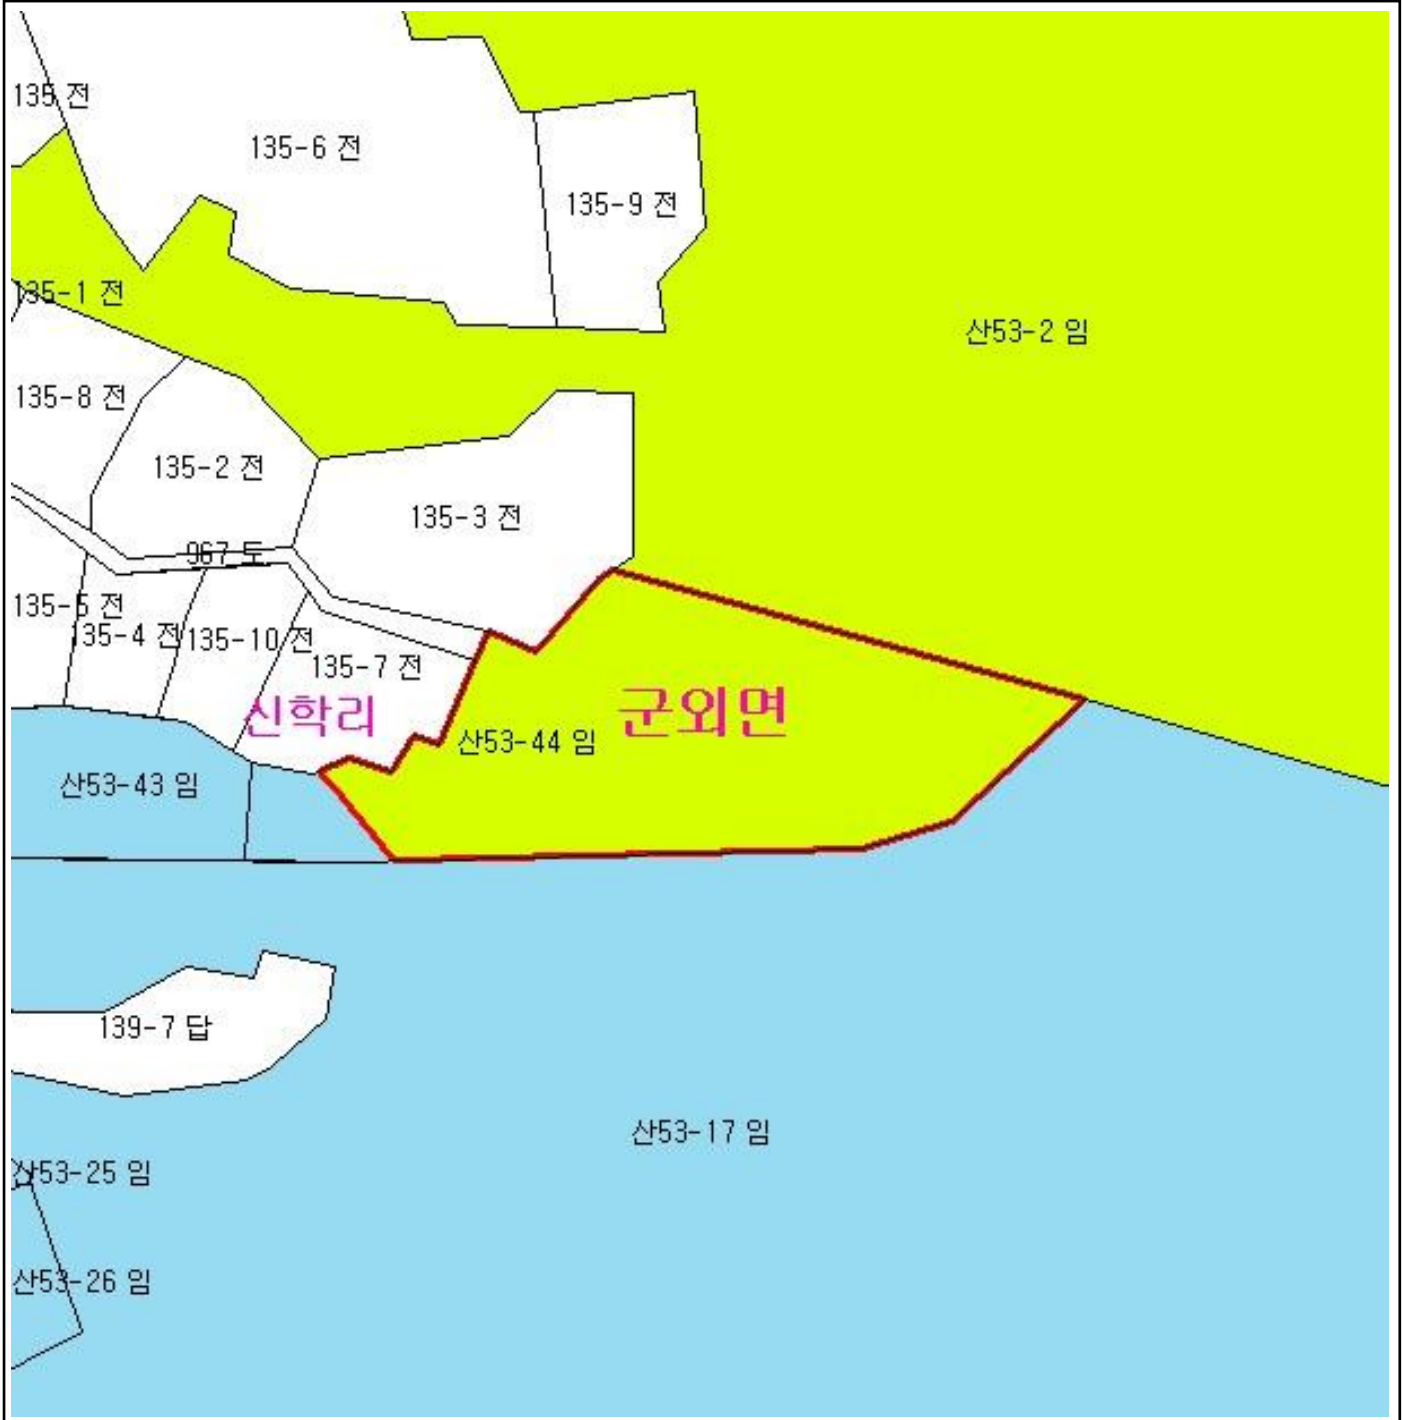 135 전
135-6 전
135-9 전
135-1 전
산53-2 임
135-8 전
135-2 전
135-3 전
967 도
135-5 전
135-4 전
135-10 전
135-7 전
신학리
군외면
산53-44 임
산53-43 임
139-7 답
산53-17 임
산53-25 임
산53-26 임